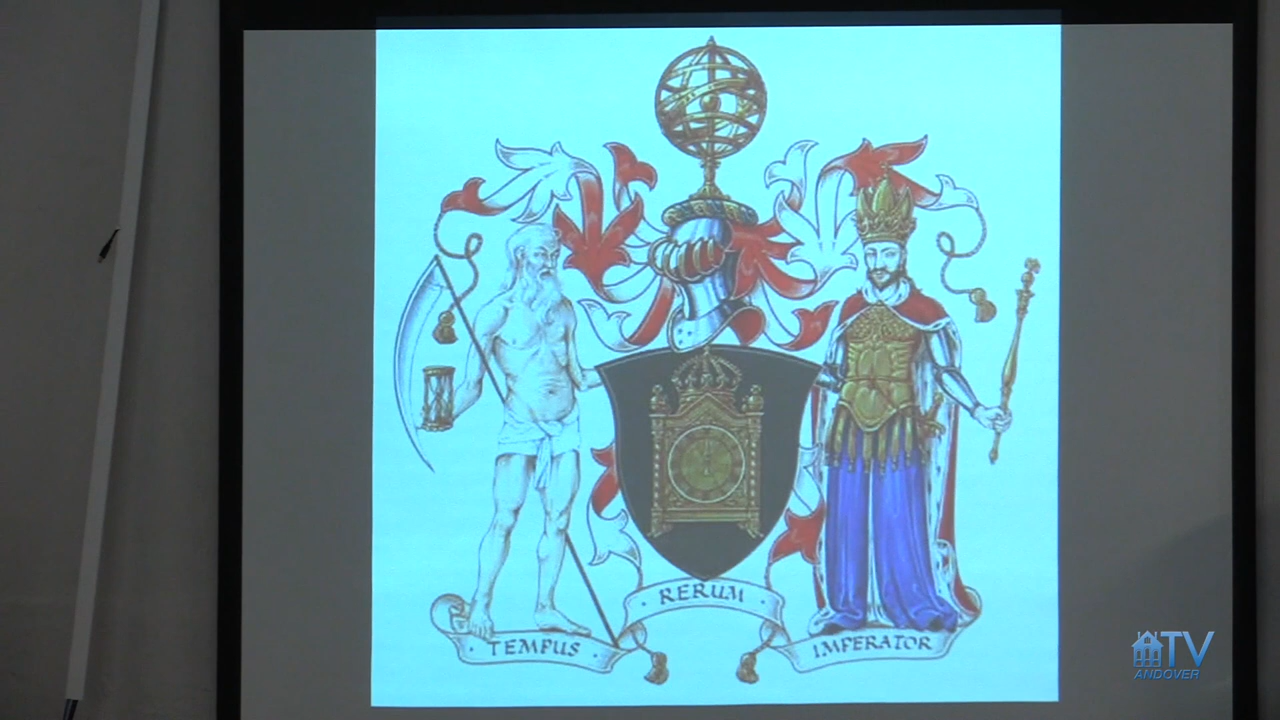 · RERUM ·
· TEMPUS ·
IMPERATOR
TV
ANDOVER